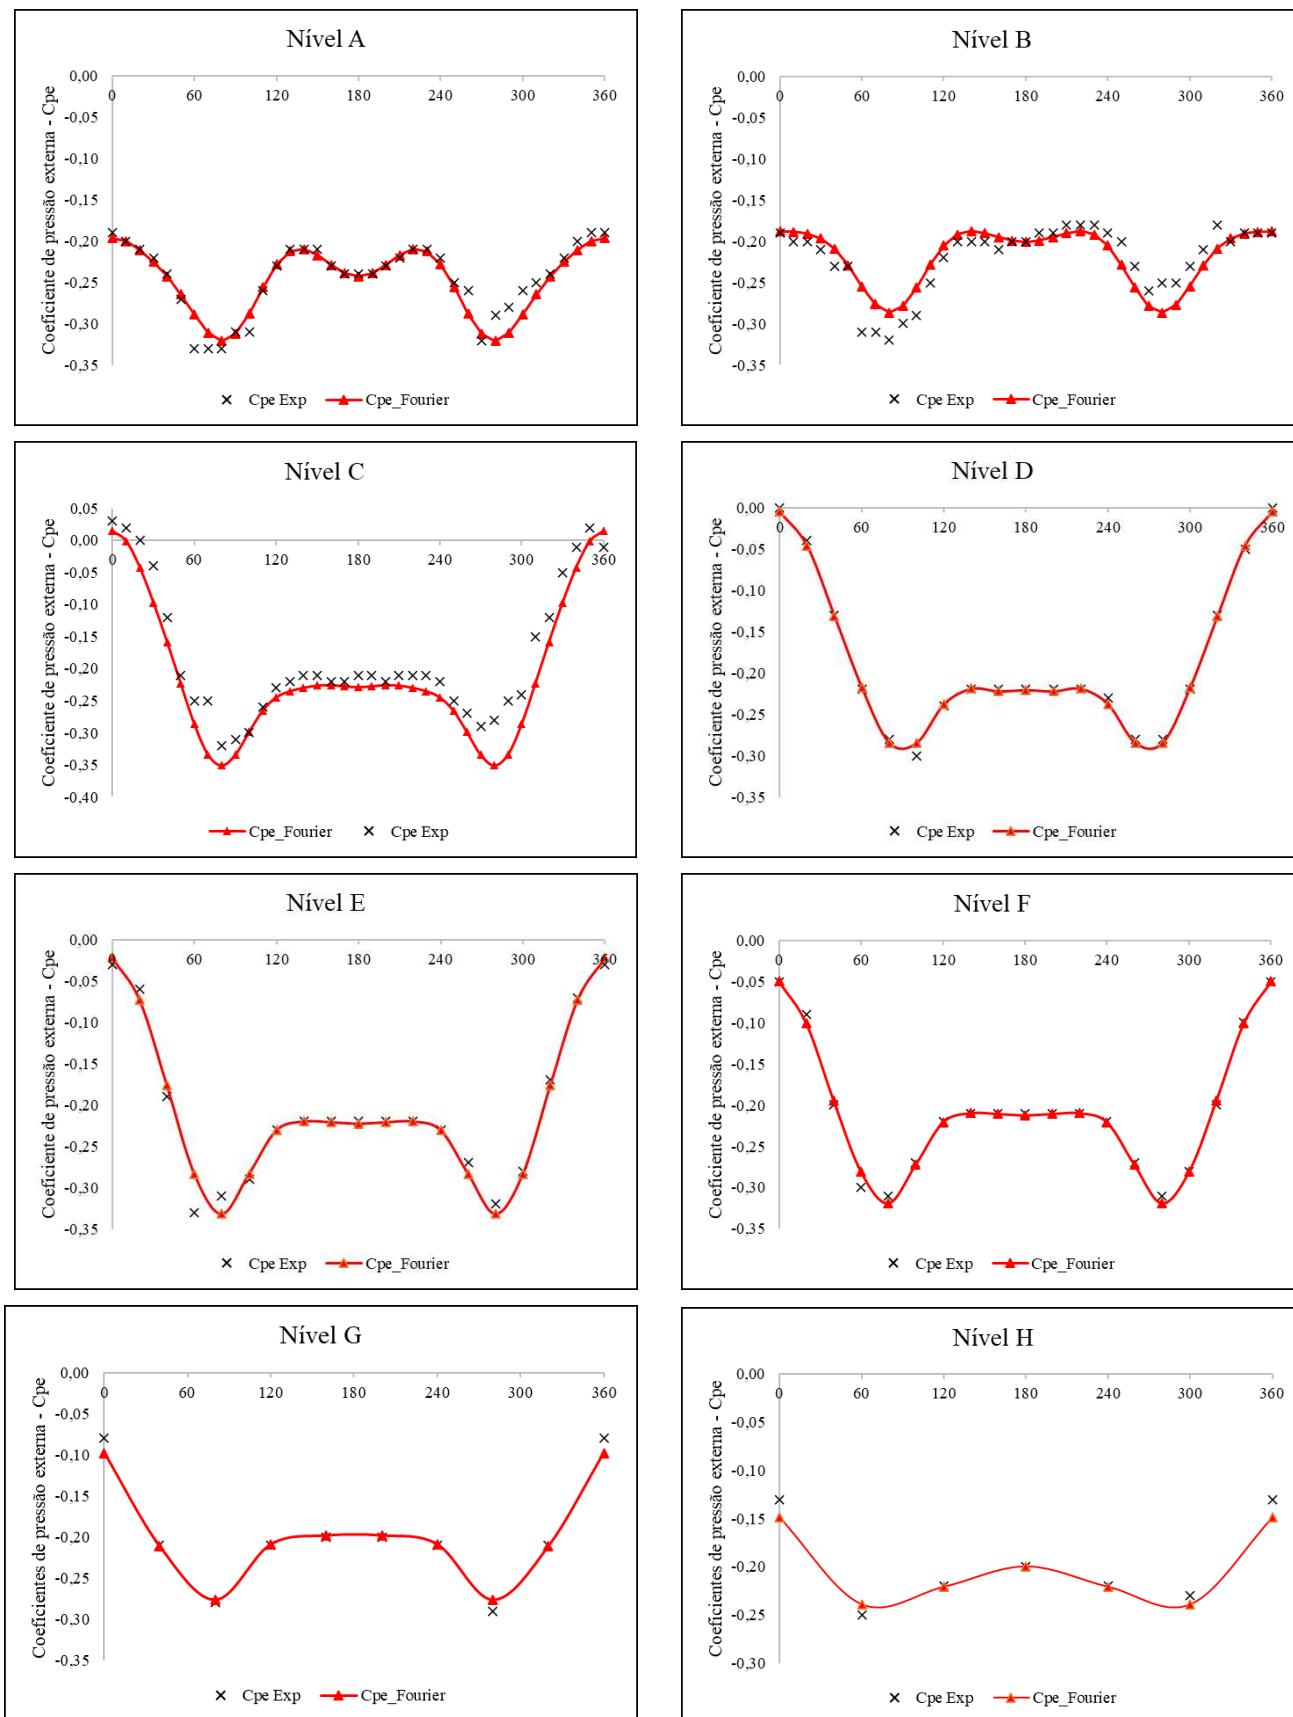 Nível A
Coeficiente de pressão externa - Cpe
0,00
-0,05
-0,10
-0,15
-0,20
-0,25
-0,30
-0,35
0 60 120 180 240 300 360
Cpe Exp Cpe_Fourier
Nível B
Coeficiente de pressão externa - Cpe
0,00
-0,05
-0,10
-0,15
-0,20
-0,25
-0,30
-0,35
0 60 120 180 240 300 360
Cpe Exp Cpe_Fourier
Nível C
Coeficiente de pressão externa - Cpe
0,05
0,00
-0,05
-0,10
-0,15
-0,20
-0,25
-0,30
-0,35
-0,40
0 60 120 180 240 300 360
Cpe_Fourier Cpe Exp
Nível D
Coeficiente de pressão externa - Cpe
0,00
-0,05
-0,10
-0,15
-0,20
-0,25
-0,30
-0,35
0 60 120 180 240 300 360
Cpe Exp Cpe_Fourier
Nível E
Coeficiente de pressão externa - Cpe
0,00
-0,05
-0,10
-0,15
-0,20
-0,25
-0,30
-0,35
0 60 120 180 240 300 360
Cpe Exp Cpe_Fourier
Nível F
Coeficiente de pressão externa - Cpe
0,00
-0,05
-0,10
-0,15
-0,20
-0,25
-0,30
-0,35
0 60 120 180 240 300 360
Cpe Exp Cpe_Fourier
Nível G
Coeficientes de pressão externa - Cpe
0,00
-0,05
-0,10
-0,15
-0,20
-0,25
-0,30
-0,35
0 60 120 180 240 300 360
Cpe Exp Cpe_Fourier
Nível H
Coeficientes de pressão externa - Cpe
0,00
-0,05
-0,10
-0,15
-0,20
-0,25
-0,30
0 60 120 180 240 300 360
Cpe Exp Cpe_Fourier